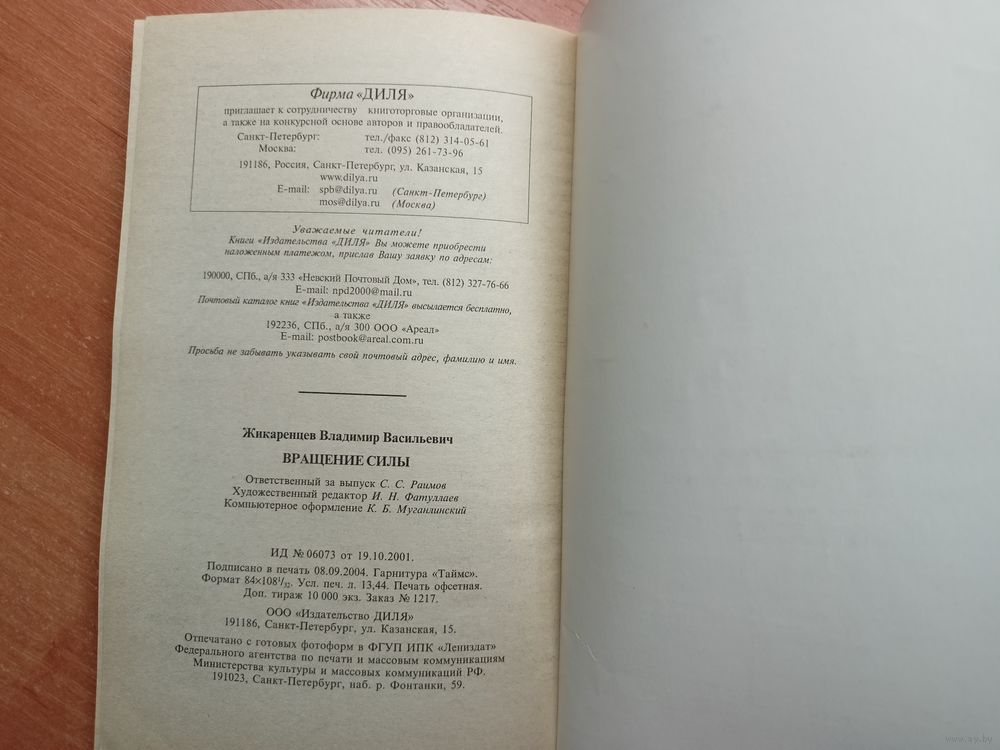 Фирма «ДИЛЯ»
приглашает к сотрудничеству книготорговые организации,
а также на конкурсной основе авторов и правообладателей.
Санкт-Петербург: тел./факс (812) 314-05-61
Москва: тел. (095) 261-73-96
191186, Россия, Санкт-Петербург, ул. Казанская, 15
www.dilya.ru
E-mail: spb@dilya.ru (Санкт-Петербург)
mos@dilya.ru (Москва)
Уважаемые читатели!
Книги «Издательства «ДИЛЯ» Вы можете приобрести
наложенным платежом, прислав Вашу заявку по адресам:
190000, СПб., а/я 333 «Невский Почтовый Дом», тел. (812) 327-76-66
E-mail: npd2000@mail.ru
Почтовый каталог книг «Издательства «ДИЛЯ» высылается бесплатно,
а также
192236, СПб., а/я 300 ООО «Ареал»
E-mail: postbook@areal.com.ru
Просьба не забывать указывать свой почтовый адрес, фамилию и имя.
Жикаренцев Владимир Васильевич
ВРАЩЕНИЕ СИЛЫ
Ответственный за выпуск С. С. Раимов
Художественный редактор И. Н. Фатуллаев
Компьютерное оформление К. Б. Муганлинский
ИД № 06073 от 19.10.2001.
Подписано в печать 08.09.2004. Гарнитура «Таймс».
Формат 84×108 1/32. Усл. печ. л. 13,44. Печать офсетная.
Доп. тираж 10 000 экз. Заказ № 1217.
ООО «Издательство ДИЛЯ»
191186, Санкт-Петербург, ул. Казанская, 15.
Отпечатано с готовых фотоформ в ФГУП ИПК «Лениздат»
Федерального агентства по печати и массовым коммуникациям
Министерства культуры и массовых коммуникаций РФ.
191023, Санкт-Петербург, наб. р. Фонтанки, 59.
www.ay.by